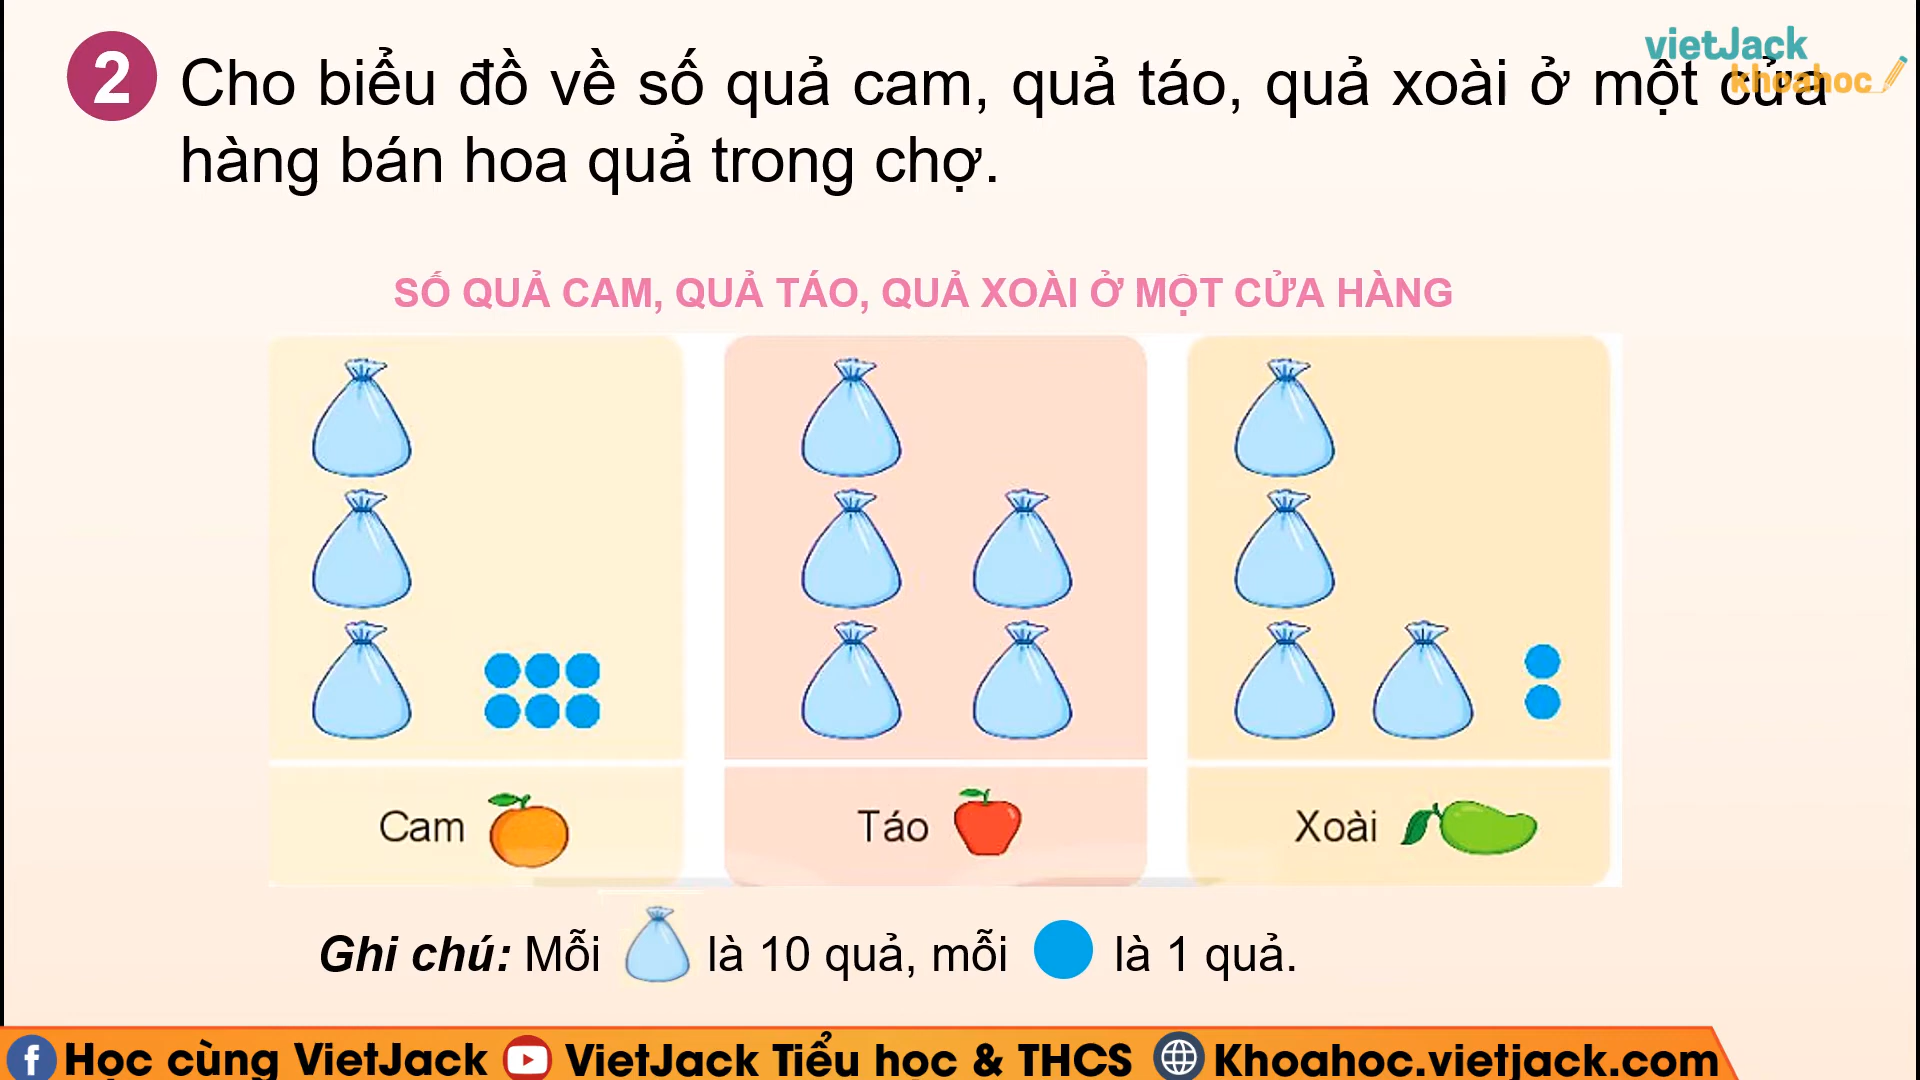 vietJack
khoahoc
2 Cho biểu đồ về số quả cam, quả táo, quả xoài ở một cửa
hàng bán hoa quả trong chợ.
SỐ QUẢ CAM, QUẢ TÁO, QUẢ XOÀI Ở MỘT CỬA HÀNG
Cam Táo Xoài
Ghi chú: Mỗi là 10 quả, mỗi là 1 quả.
Học cùng VietJack VietJack Tiểu học & THCS Khoahoc.vietjack.com